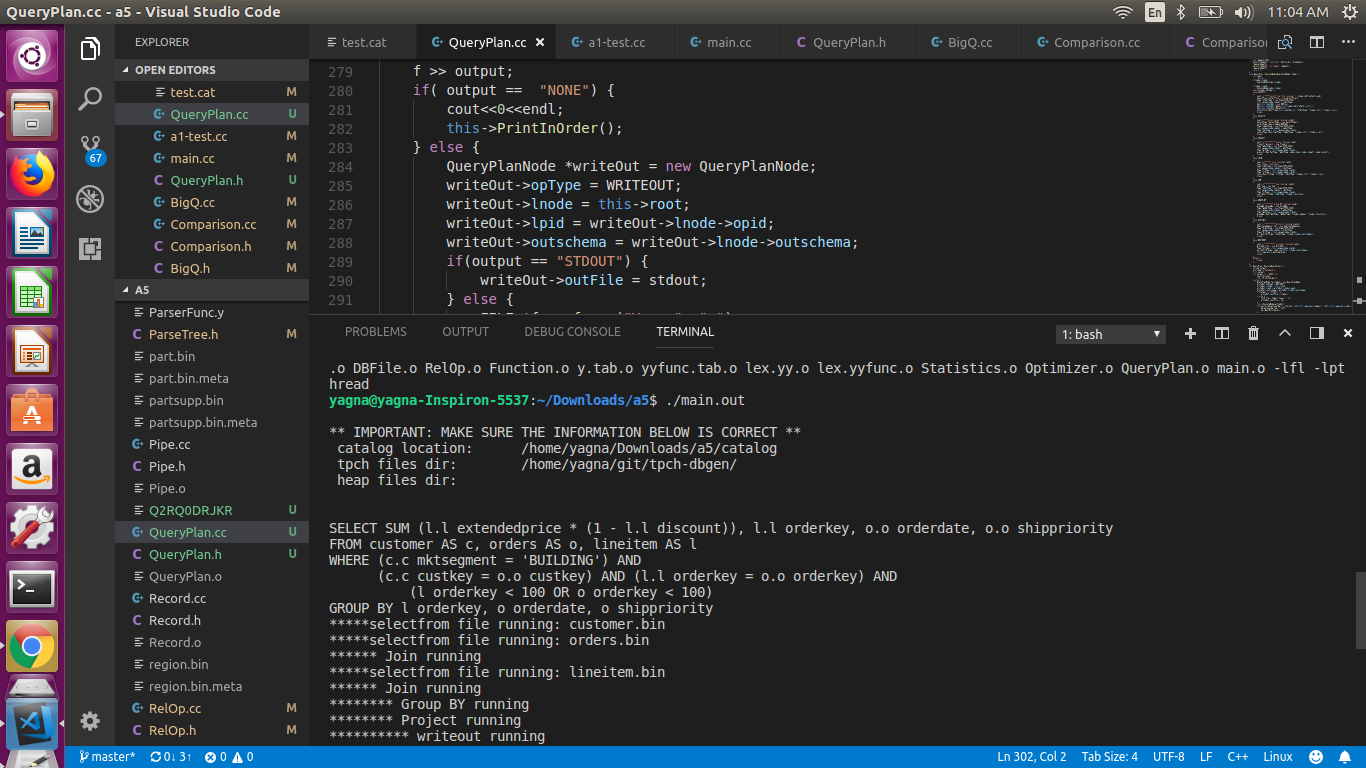 QueryPlan.cc - a5 - Visual Studio Code
En
11:04 AM
EXPLORER
OPEN EDITORS
test.cat M
QueryPlan.cc U
a1-test.cc M
main.cc M
QueryPlan.h U
BigQ.cc M
Comparison.cc M
Comparison.h M
BigQ.h M
67
A5
ParserFunc.y
ParseTree.h M
part.bin
part.bin.meta
partsupp.bin
partsupp.bin.meta
Pipe.cc
Pipe.h
Pipe.o
Q2RQ0DRJKR U
QueryPlan.cc U
QueryPlan.h U
QueryPlan.o
Record.cc
Record.h
Record.o
region.bin
region.bin.meta
RelOp.cc M
RelOp.h M
test.cat
QueryPlan.cc
a1-test.cc
main.cc
QueryPlan.h
BigQ.cc
Comparison.cc
Comparison
279 f >> output;
280 if( output == "NONE") {
281 cout<<0<<endl;
282 this->PrintInOrder();
283 } else {
284 QueryPlanNode *writeOut = new QueryPlanNode;
285 writeOut->opType = WRITEOUT;
286 writeOut->lnode = this->root;
287 writeOut->lpid = writeOut->lnode->opid;
288 writeOut->outschema = writeOut->lnode->outschema;
289 if(output == "STDOUT") {
290 writeOut->outFile = stdout;
291 } else {
PROBLEMS OUTPUT DEBUG CONSOLE TERMINAL
1: bash
.o DBFile.o RelOp.o Function.o y.tab.o yyfunc.tab.o lex.yy.o lex.yyfunc.o Statistics.o Optimizer.o QueryPlan.o main.o -lfl -lpt
hread
yagna@yagna-Inspiron-5537:~/Downloads/a5$ ./main.out
** IMPORTANT: MAKE SURE THE INFORMATION BELOW IS CORRECT **
catalog location: /home/yagna/Downloads/a5/catalog
tpch files dir: /home/yagna/git/tpch-dbgen/
heap files dir:
SELECT SUM (l.l extendedprice * (1 - l.l discount)), l.l orderkey, o.o orderdate, o.o shippriority
FROM customer AS c, orders AS o, lineitem AS l
WHERE (c.c mktsegment = 'BUILDING') AND
(c.c custkey = o.o custkey) AND (l.l orderkey = o.o orderkey) AND
(l orderkey < 100 OR o orderkey < 100)
GROUP BY l orderkey, o orderdate, o shippriority
*****selectfrom file running: customer.bin
*****selectfrom file running: orders.bin
****** Join running
*****selectfrom file running: lineitem.bin
****** Join running
******** Group BY running
******** Project running
********** writeout running
master* 0↓ 3↑ 0 0
Ln 302, Col 2 Tab Size: 4 UTF-8 LF C++ Linux